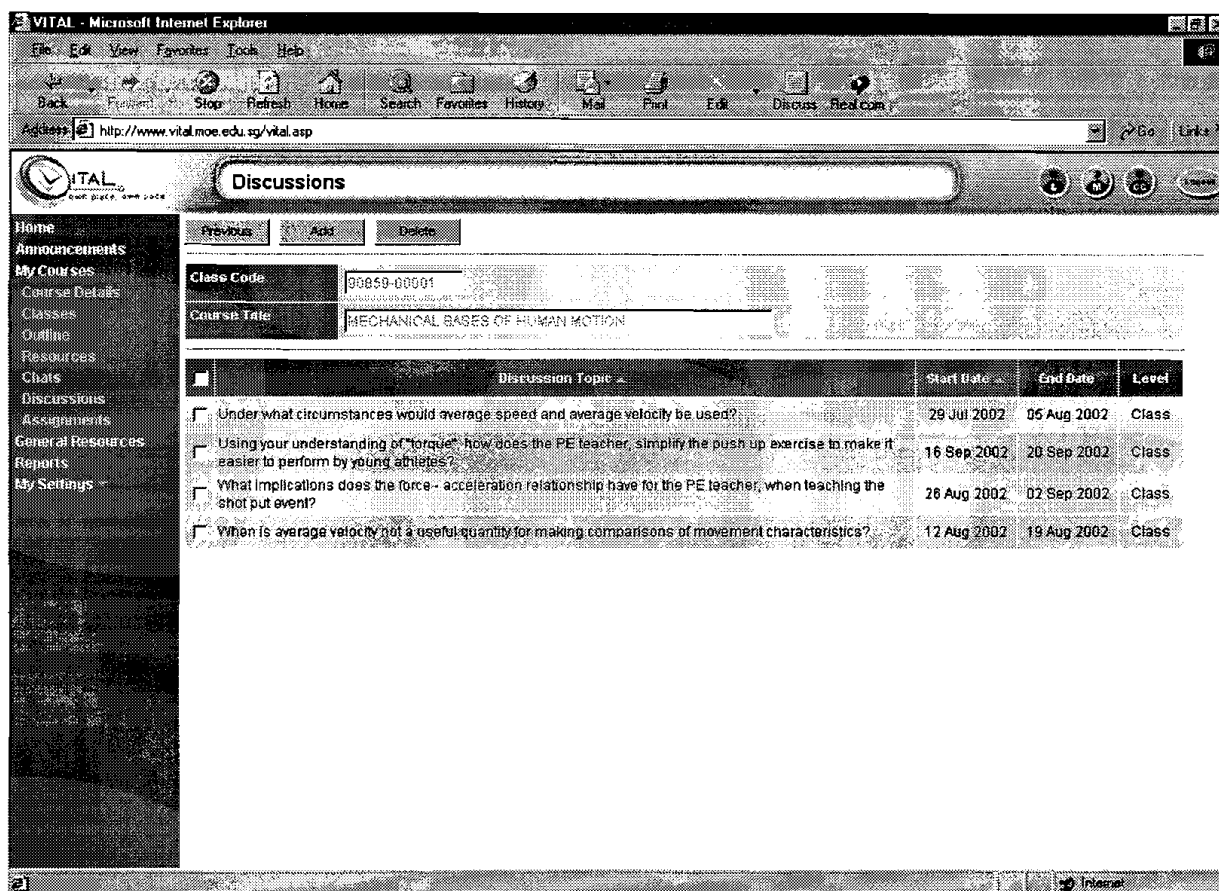 VITAL - Microsoft Internet Explorer
File Edit View Favorites Tools Help
Back Forward Stop Refresh Home Search Favorites History Mail Print Edit Discuss Real.com
Address http://www.vital.moe.edu.sg/vital.asp Go Links
VITAL
own place, own pace
Discussions
Home
Announcements
My Courses
Course Details
Classes
Outline
Resources
Chats
Discussions
Assignments
General Resources
Reports
My Settings
Previous Add Delete
Class Code 90859-00001
Course Title MECHANICAL BASES OF HUMAN MOTION
Discussion Topic Start Date End Date Level
Under what circumstances would average speed and average velocity be used? 29 Jul 2002 05 Aug 2002 Class
Using your understanding of "torque" how does the PE teacher, simplify the push up exercise to make it
easier to perform by young athletes? 16 Sep 2002 20 Sep 2002 Class
What implications does the force - acceleration relationship have for the PE teacher, when teaching the
shot put event? 26 Aug 2002 02 Sep 2002 Class
When is average velocity not a useful quantity for making comparisons of movement characteristics? 12 Aug 2002 19 Aug 2002 Class
Internet